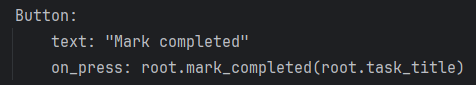 Button:
    text: "Mark completed"
    on_press: root.mark_completed(root.task_title)